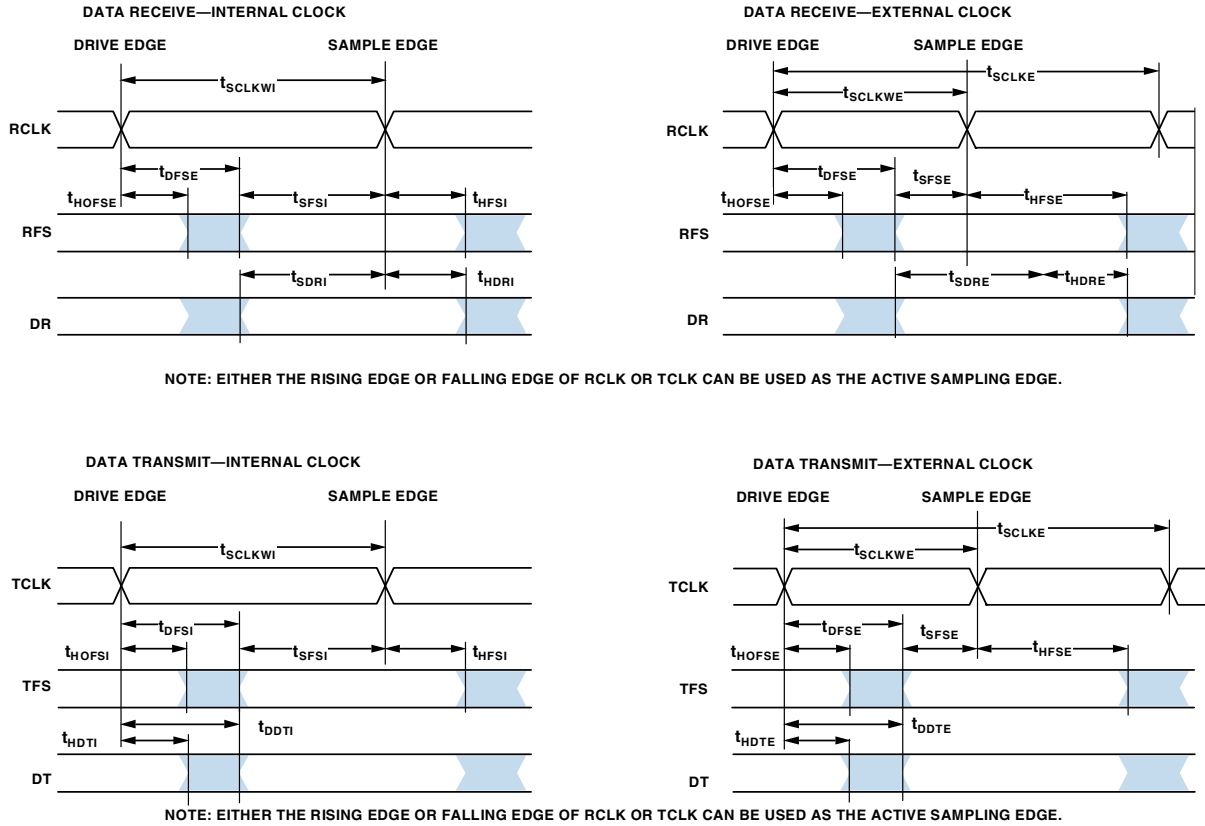 DATA RECEIVE—INTERNAL CLOCK
DRIVE EDGE
SAMPLE EDGE
tSCLKWI
RCLK
tDFSE
tHOFSE
tSFSI
tHFSI
RFS
tSDRI
tHDRI
DR
DATA RECEIVE—EXTERNAL CLOCK
DRIVE EDGE
SAMPLE EDGE
tSCLKE
tSCLKWE
RCLK
tDFSE
tSFSE
tHOFSE
tHFSE
RFS
tSDRE
tHDRE
DR
NOTE: EITHER THE RISING EDGE OR FALLING EDGE OF RCLK OR TCLK CAN BE USED AS THE ACTIVE SAMPLING EDGE.
DATA TRANSMIT—INTERNAL CLOCK
DRIVE EDGE
SAMPLE EDGE
tSCLKWI
TCLK
tDFSI
tHOFSI
tSFSI
tHFSI
TFS
tDDTI
tHDTI
DT
DATA TRANSMIT—EXTERNAL CLOCK
DRIVE EDGE
SAMPLE EDGE
tSCLKE
tSCLKWE
TCLK
tDFSE
tSFSE
tHOFSE
tHFSE
TFS
tDDTE
tHDTE
DT
NOTE: EITHER THE RISING EDGE OR FALLING EDGE OF RCLK OR TCLK CAN BE USED AS THE ACTIVE SAMPLING EDGE.